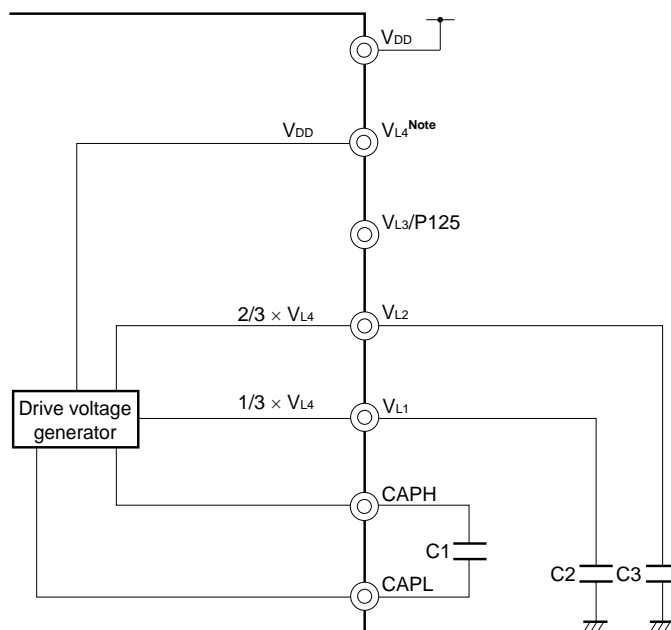 VDD
VDD
VL4Note
VL3/P125
2/3 × VL4
VL2
1/3 × VL4
VL1
Drive voltage
generator
CAPH
C1
CAPL
C2
C3